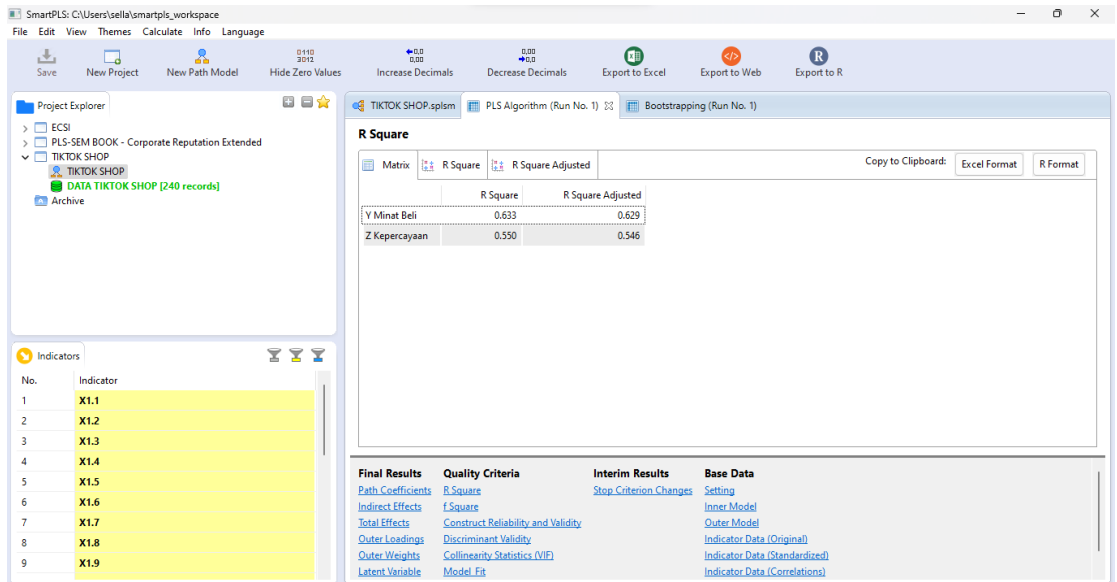 SmartPLS: C:\Users\sella\smartpls_workspace
File Edit View Themes Calculate Info Language
Save New Project New Path Model Hide Zero Values Increase Decimals Decrease Decimals Export to Excel Export to Web Export to R
Project Explorer
ECSI
PLS-SEM BOOK - Corporate Reputation Extended
TIKTOK SHOP
TIKTOK SHOP
DATA TIKTOK SHOP [240 records]
Archive
Indicators
No. Indicator
1 X1.1
2 X1.2
3 X1.3
4 X1.4
5 X1.5
6 X1.6
7 X1.7
8 X1.8
9 X1.9
TIKTOK SHOP.splsm PLS Algorithm (Run No. 1) Bootstrapping (Run No. 1)
R Square
Matrix R Square R Square Adjusted Copy to Clipboard: Excel Format R Format
R Square R Square Adjusted
Y Minat Beli 0.633 0.629
Z Kepercayaan 0.550 0.546
Final Results Quality Criteria Interim Results Base Data
Path Coefficients R Square Stop Criterion Changes Setting
Indirect Effects f Square Inner Model
Total Effects Construct Reliability and Validity Outer Model
Outer Loadings Discriminant Validity Indicator Data (Original)
Outer Weights Collinearity Statistics (VIF) Indicator Data (Standardized)
Latent Variable Model_Fit Indicator Data (Correlations)